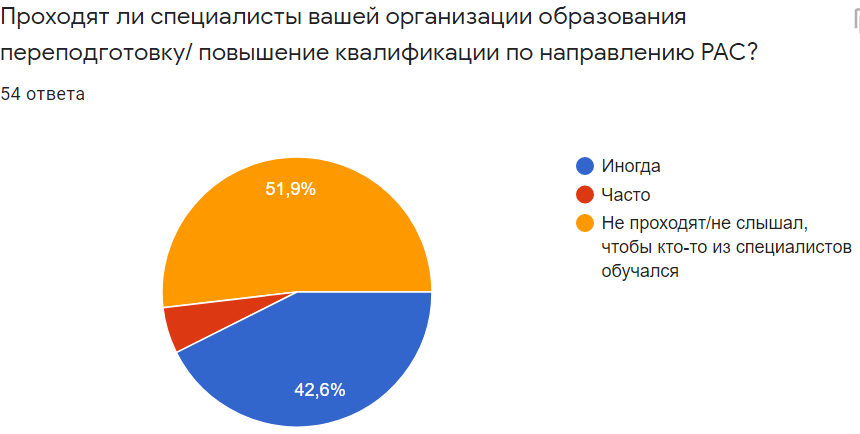 Проходят ли специалисты вашей организации образования
переподготовку/ повышение квалификации по направлению РАС?
54 ответа
51,9%
42,6%
Иногда
Часто
Не проходят/не слышал,
чтобы кто-то из специалистов
обучался